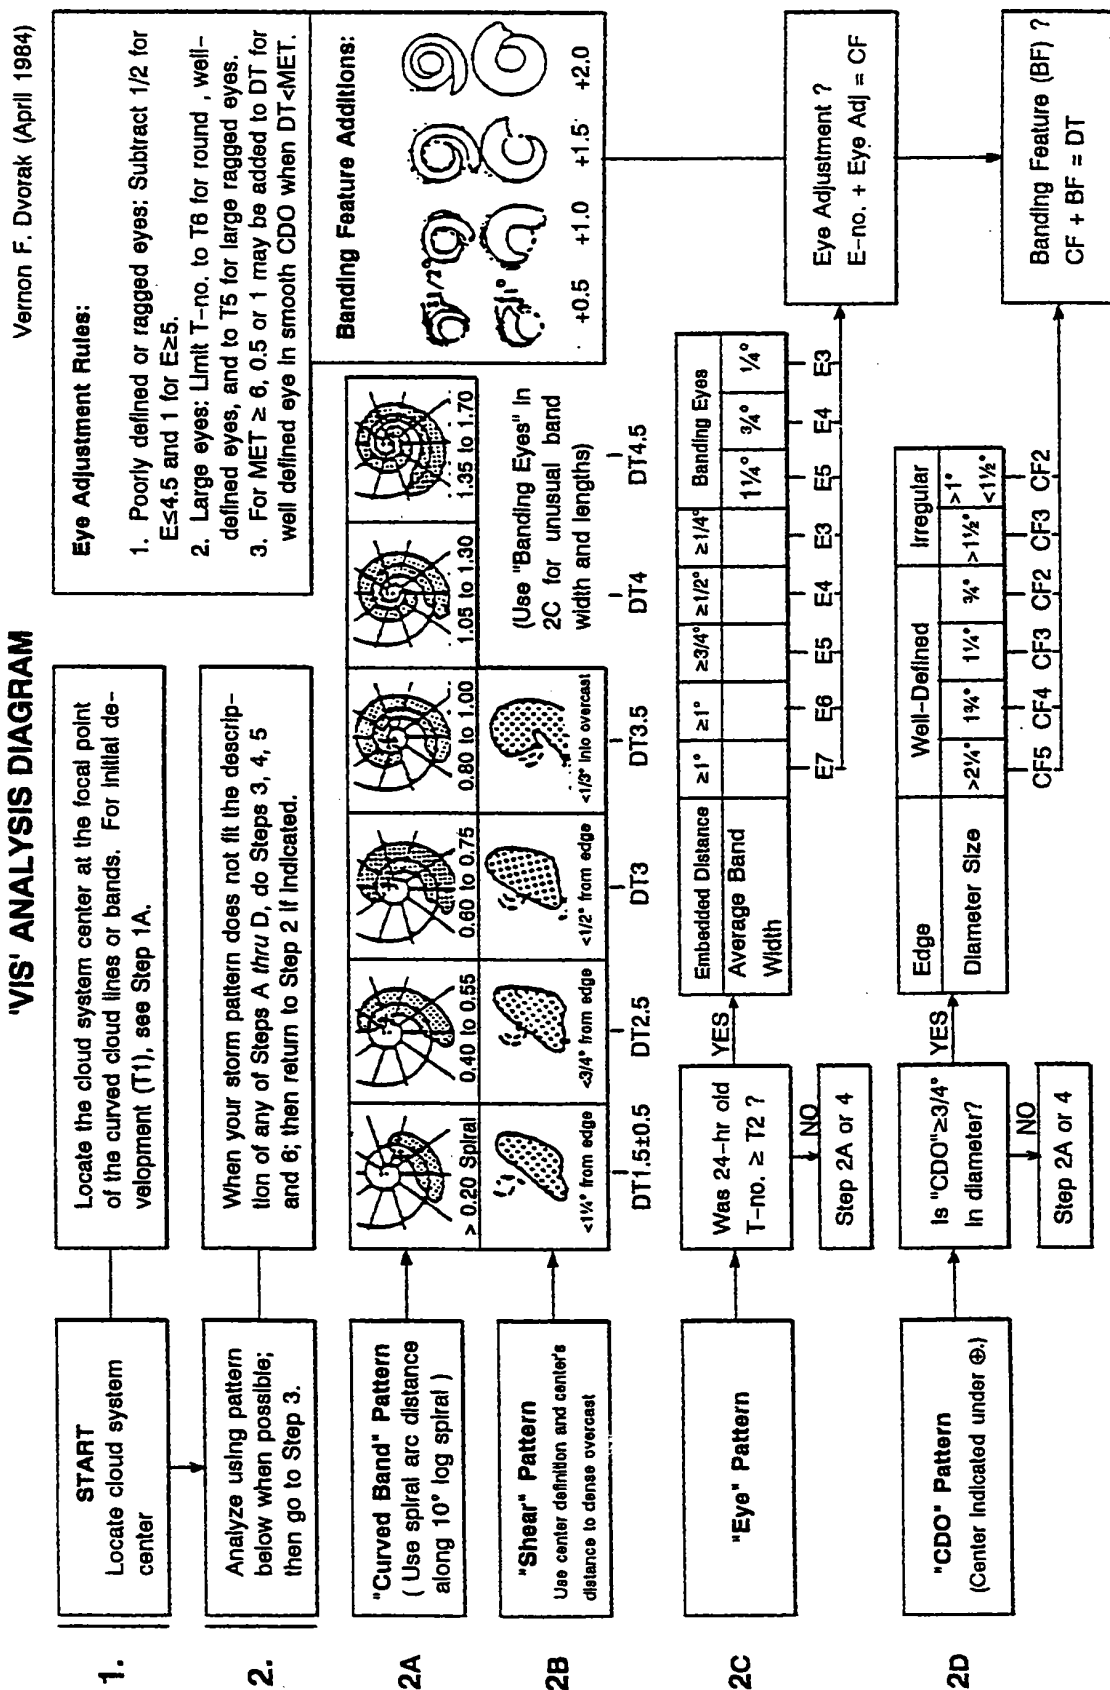 'VIS' ANALYSIS DIAGRAM
Vernon F. Dvorak (April 1984)
1.
START
Locate cloud system
center
Locate the cloud system center at the focal point
of the curved cloud lines or bands. For initial de-
velopment (T1), see Step 1A.
2.
Analyze using pattern
below when possible;
then go to Step 3.
When your storm pattern does not fit the descrip-
tion of any of Steps A thru D, do Steps 3, 4, 5
and 6; then return to Step 2 if indicated.
Eye Adjustment Rules:
1. Poorly defined or ragged eyes: Subtract 1/2 for
E≤4.5 and 1 for E≥5.
2. Large eyes: Limit T-no. to T6 for round , well-
defined eyes, and to T5 for large ragged eyes.
3. For MET ≥ 6, 0.5 or 1 may be added to DT for
well defined eye in smooth CDO when DT<MET.
2A
"Curved Band" Pattern
( Use spiral arc distance
along 10° log spiral )
> 0.20 Spiral
0.40 to 0.55
0.60 to 0.75
0.80 to 1.00
1.05 to 1.30
1.35 to 1.70
2B
"Shear" Pattern
Use center definition and center's
distance to dense overcast
<1¼° from edge
<3/4° from edge
<1/2° from edge
<1/3° into overcast
(Use "Banding Eyes" in
2C for unusual band
width and lengths)
DT1.5±0.5
DT2.5
DT3
DT3.5
DT4
DT4.5
Banding Feature Additions:
1/2°
1°
+0.5
+1.0
+1.5
+2.0
2C
"Eye" Pattern
Was 24-hr old
T-no. ≥ T2 ?
YES
NO
Step 2A or 4
Embedded Distance
≥1°
≥1°
≥3/4°
≥1/2°
≥1/4°
Banding Eyes
Average Band
Width
1¼°
¾°
¼°
E7
E6
E5
E4
E3
E5
E4
E3
Eye Adjustment ?
E-no. + Eye Adj = CF
2D
"CDO" Pattern
(Center Indicated under ⊕.)
Is "CDO"≥3/4°
in diameter?
YES
NO
Step 2A or 4
Edge
Well-Defined
Irregular
Diameter Size
>2¼°
1¾°
1¼°
¾°
>1½°
>1°
<1½°
CF5
CF4
CF3
CF2
CF3
CF2
Banding Feature (BF) ?
CF + BF = DT